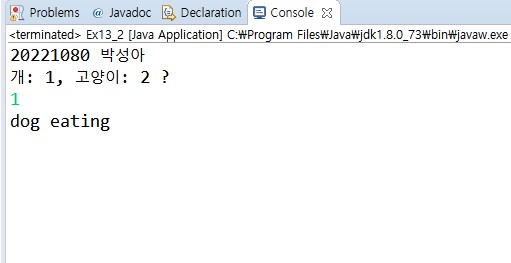 Problems @ Javadoc Declaration Console
<terminated> Ex13_2 [Java Application] C:₩Program Files₩Java₩jdk1.8.0_73₩bin₩javaw.exe
20221080 박성아
개: 1, 고양이: 2 ?
1
dog eating